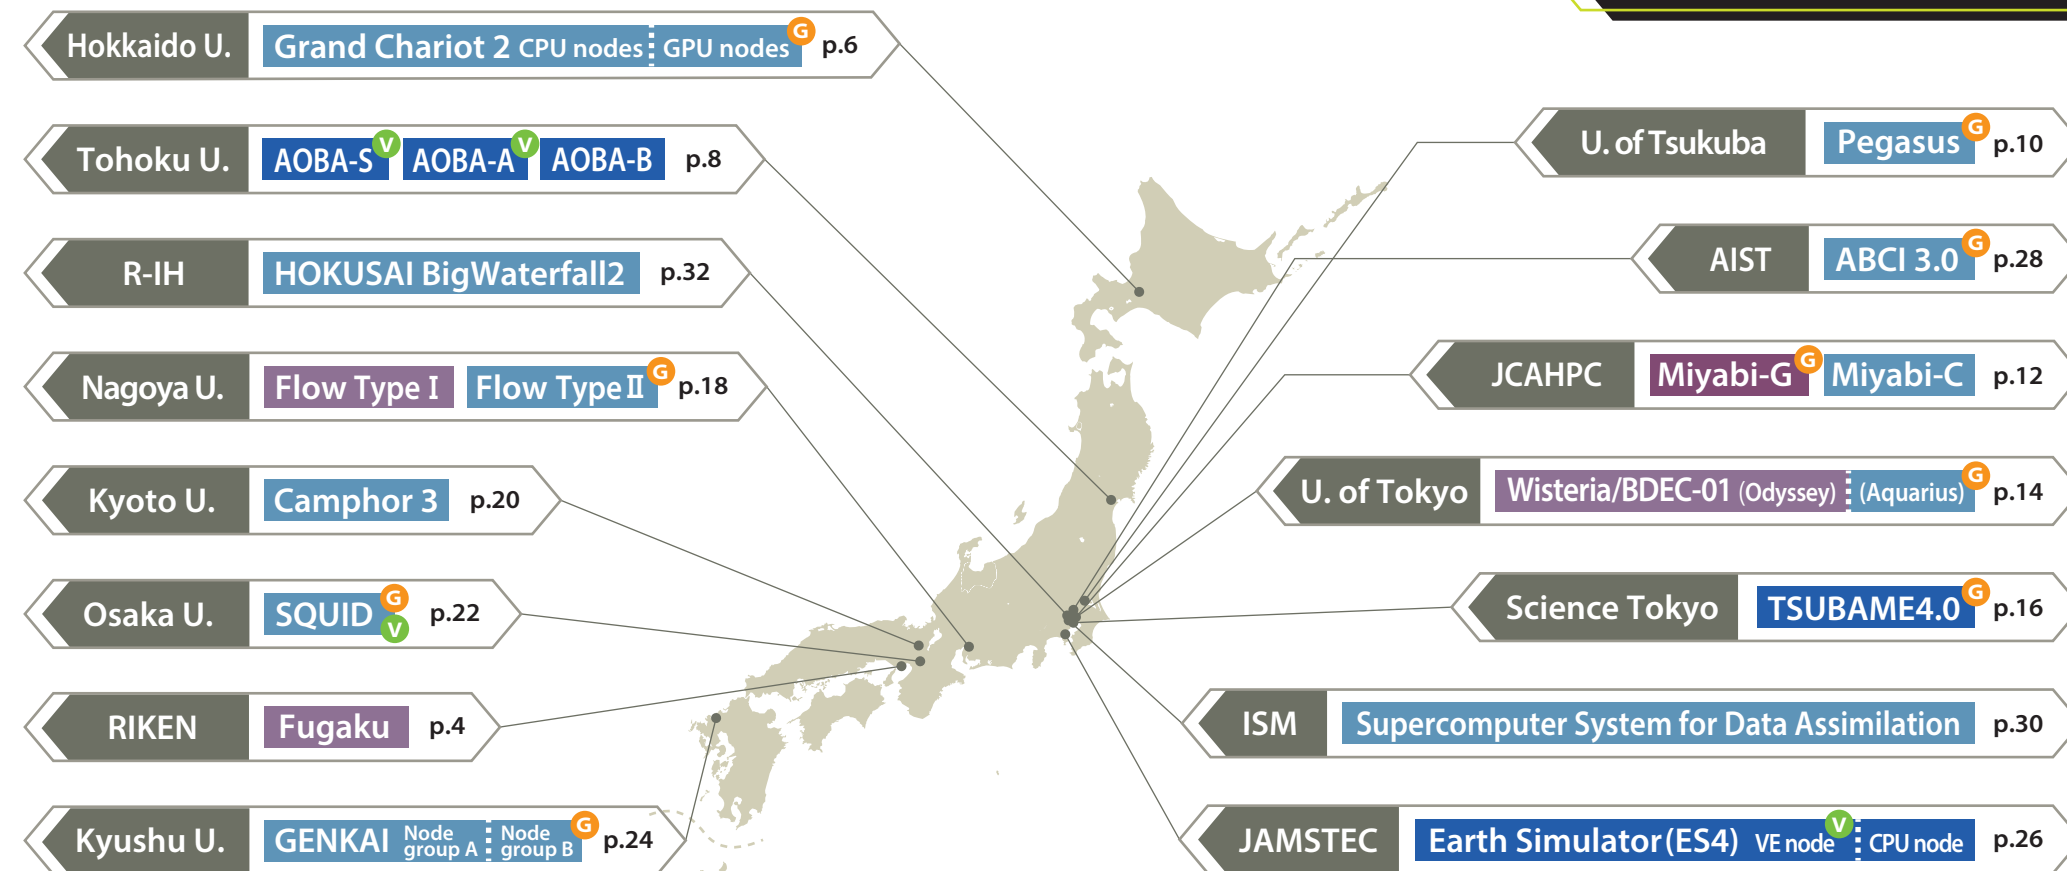 Hokkaido U. Grand Chariot 2 CPU nodes GPU nodes G p.6
Tohoku U. AOBA-S V AOBA-A V AOBA-B p.8
R-IH HOKUSAI BigWaterfall2 p.32
Nagoya U. Flow Type I Flow Type II G p.18
Kyoto U. Camphor 3 p.20
Osaka U. SQUID G V p.22
RIKEN Fugaku p.4
Kyushu U. GENKAI Node group A Node group B G p.24
U. of Tsukuba Pegasus G p.10
AIST ABCI 3.0 G p.28
JCAHPC Miyabi-G G Miyabi-C p.12
U. of Tokyo Wisteria/BDEC-01 (Odyssey) (Aquarius) G p.14
Science Tokyo TSUBAME4.0 G p.16
ISM Supercomputer System for Data Assimilation p.30
JAMSTEC Earth Simulator (ES4) VE node V CPU node p.26